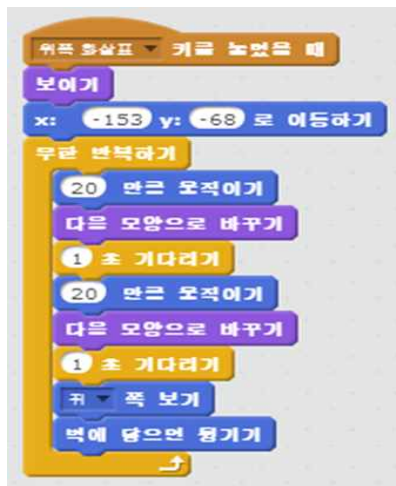 위쪽 화살표 키를 눌렀을 때
보이기
x: -153 y: -68 로 이동하기
무한 반복하기
20 만큼 움직이기
다음 모양으로 바꾸기
1 초 기다리기
20 만큼 움직이기
다음 모양으로 바꾸기
1 초 기다리기
쪽 보기
벽에 닿으면 튕기기